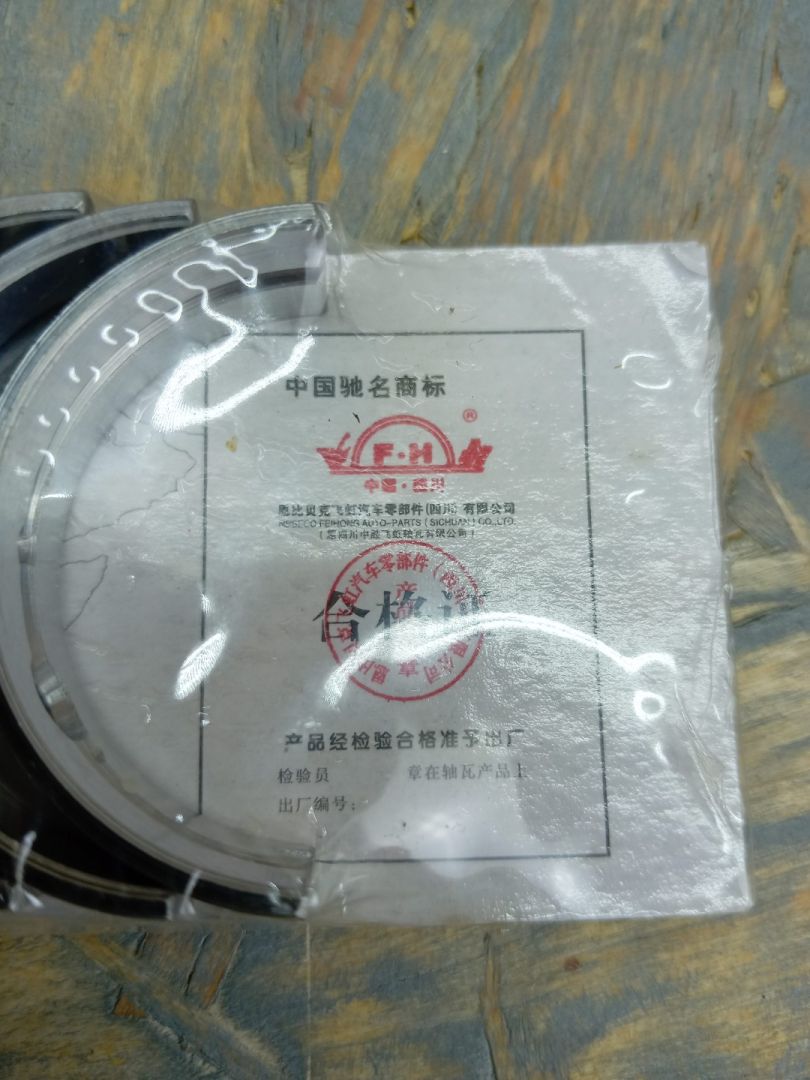 中国驰名商标
®
F·H
中国·四川
恩比贝克飞虹汽车零部件(四川)有限公司
NBSECO FEIHONG AUTO-PARTS (SICHUAN) CO.,LTD.
合格证
产品经检验合格准予出厂
检验员 章在轴瓦产品上
出厂编号: